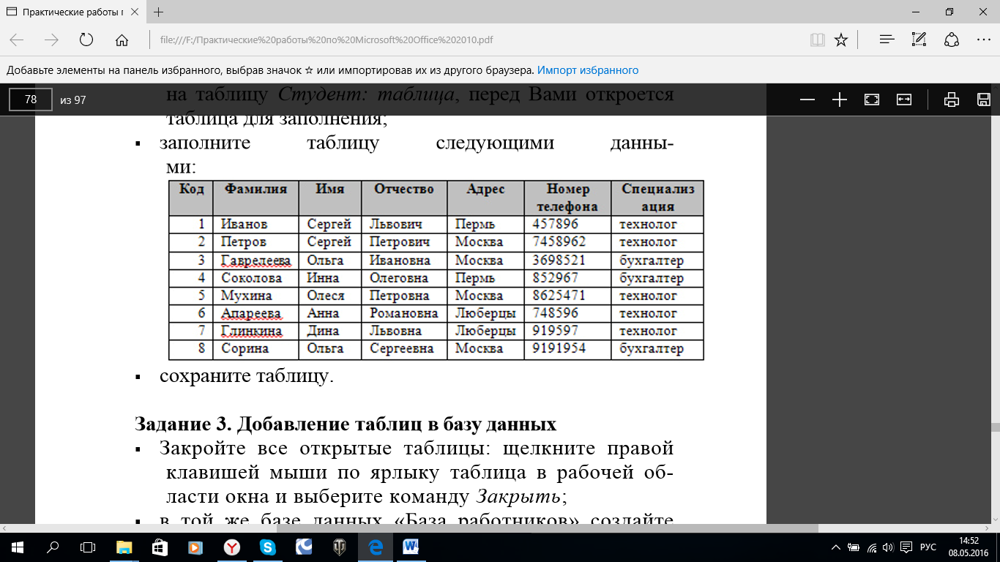 Практические работы п
file:///F:/Практические%20работы%20по%20Microsoft%20Office%202010.pdf
Добавьте элементы на панель избранного, выбрав значок ☆ или импортировав их из другого браузера. Импорт избранного
78 из 97
на таблицу Студент: таблица, перед Вами откроется
таблица для заполнения;
▪ заполните таблицу следующими данны-
ми:
Код Фамилия Имя Отчество Адрес Номер телефона Специализация
1 Иванов Сергей Львович Пермь 457896 технолог
2 Петров Сергей Петрович Москва 7458962 технолог
3 Гаврелеева Ольга Ивановна Москва 3698521 бухгалтер
4 Соколова Инна Олеговна Пермь 852967 бухгалтер
5 Мухина Олеся Петровна Москва 8625471 технолог
6 Апареева Анна Романовна Люберцы 748596 технолог
7 Глинкина Дина Львовна Люберцы 919597 технолог
8 Сорина Ольга Сергеевна Москва 9191954 бухгалтер
▪ сохраните таблицу.
Задание 3. Добавление таблиц в базу данных
▪ Закройте все открытые таблицы: щелкните правой
клавишей мыши по ярлыку таблица в рабочей об-
ласти окна и выберите команду Закрыть;
▪ в той же базе данных «База работников» создайте
РУС
14:52
08.05.2016